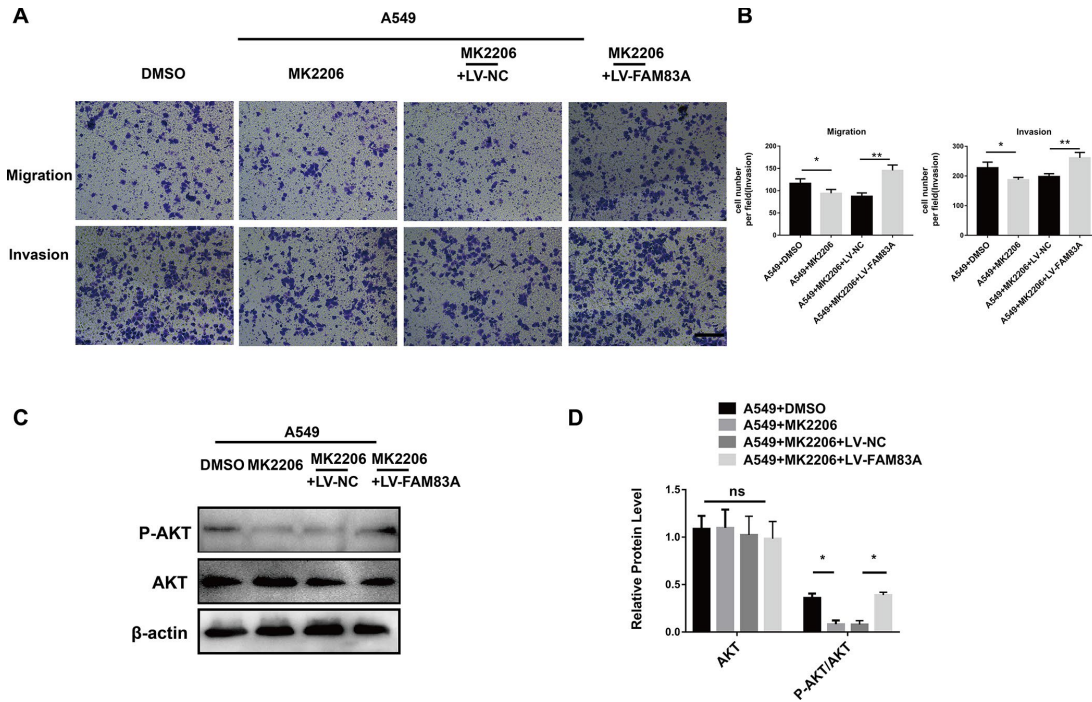 A
A549
DMSO
MK2206
MK2206
+LV-NC
MK2206
+LV-FAM83A
Migration
Invasion
B
Migration
cell nunber
per field(Invasion)
200
150
100
50
0
*
**
A549+DMSO
A549+MK2206
A549+MK2206+LV-NC
A549+MK2206+LV-FAM83A
Invasion
cell nunber
per field(Invasion)
300
200
100
0
*
**
A549+DMSO
A549+MK2206
A549+MK2206+LV-NC
A549+MK2206+LV-FAM83A
C
A549
DMSO
MK2206
MK2206
+LV-NC
MK2206
+LV-FAM83A
P-AKT
AKT
β-actin
D
A549+DMSO
A549+MK2206
A549+MK2206+LV-NC
A549+MK2206+LV-FAM83A
Relative Protein Level
1.5
1.0
0.5
0.0
ns
*
*
AKT
P-AKT/AKT